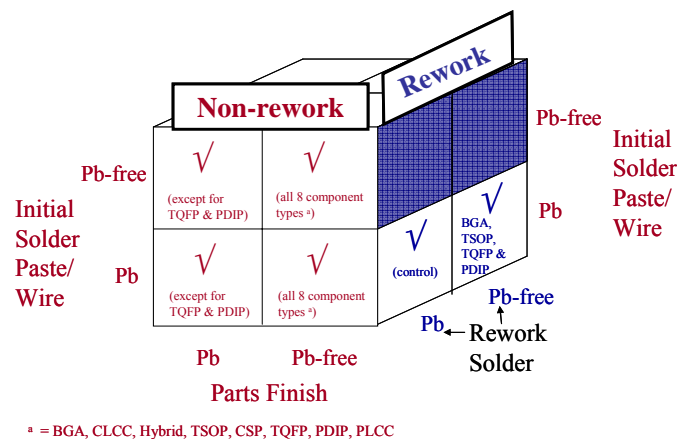 Non-rework
Rework
Pb-free
Pb
Initial
Solder
Paste/
Wire
√
(except for
TQFP & PDIP)
√
(all 8 component
types ᵃ)
√
(except for
TQFP & PDIP)
√
(all 8 component
types ᵃ)
√
(control)
√
BGA,
TSOP,
TQFP &
PDIP
Pb-free
Pb
Initial
Solder
Paste/
Wire
Pb
Pb-free
Rework
Solder
Pb
Pb-free
Parts Finish
ᵃ = BGA, CLCC, Hybrid, TSOP, CSP, TQFP, PDIP, PLCC